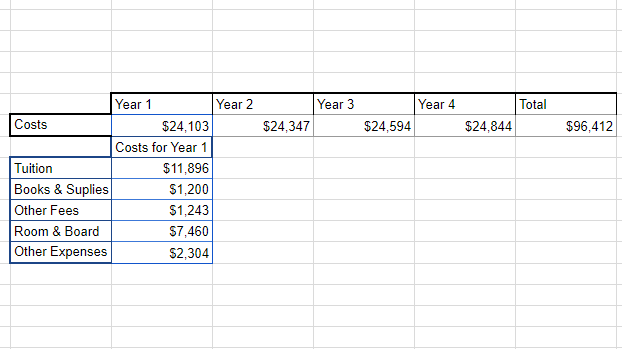 Year 1 Year 2 Year 3 Year 4 Total
Costs $24,103 $24,347 $24,594 $24,844 $96,412
Costs for Year 1
Tuition $11,896
Books & Suplies $1,200
Other Fees $1,243
Room & Board $7,460
Other Expenses $2,304